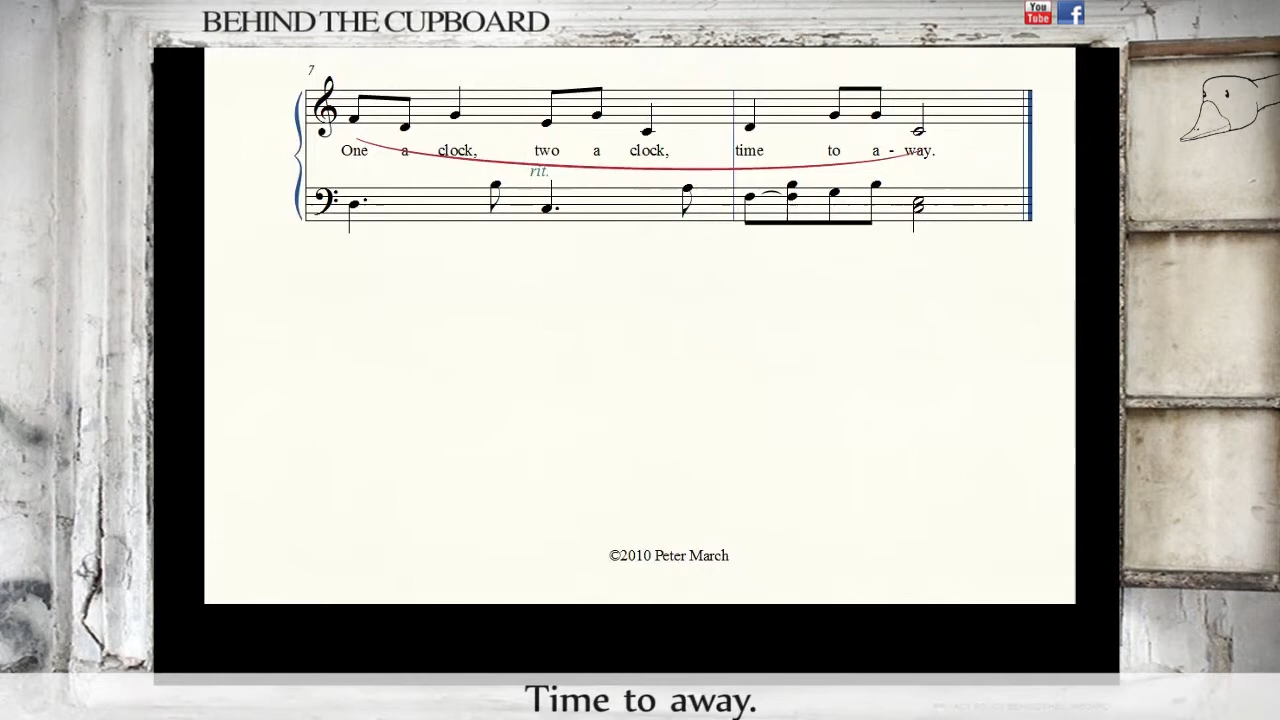 BEHIND THE CUPBOARD
You
Tube
f
7
One a clock, two a clock, time to a - way.
rit.
©2010 Peter March
Time to away.